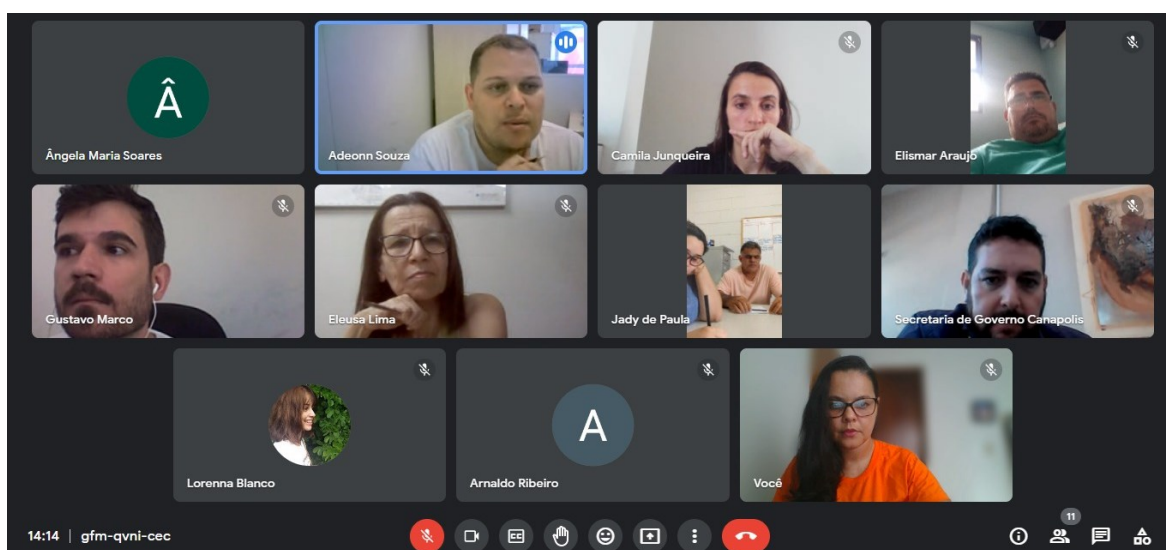 Â
Ângela Maria Soares
Adeonn Souza
Camila Junqueira
Elismar Araujo
Gustavo Marco
Eleusa Lima
Jady de Paula
Secretaria de Governo Canapolis
Lorenna Blanco
A
Arnaldo Ribeiro
Você
11
14:14 | gfm-qvni-cec
CC